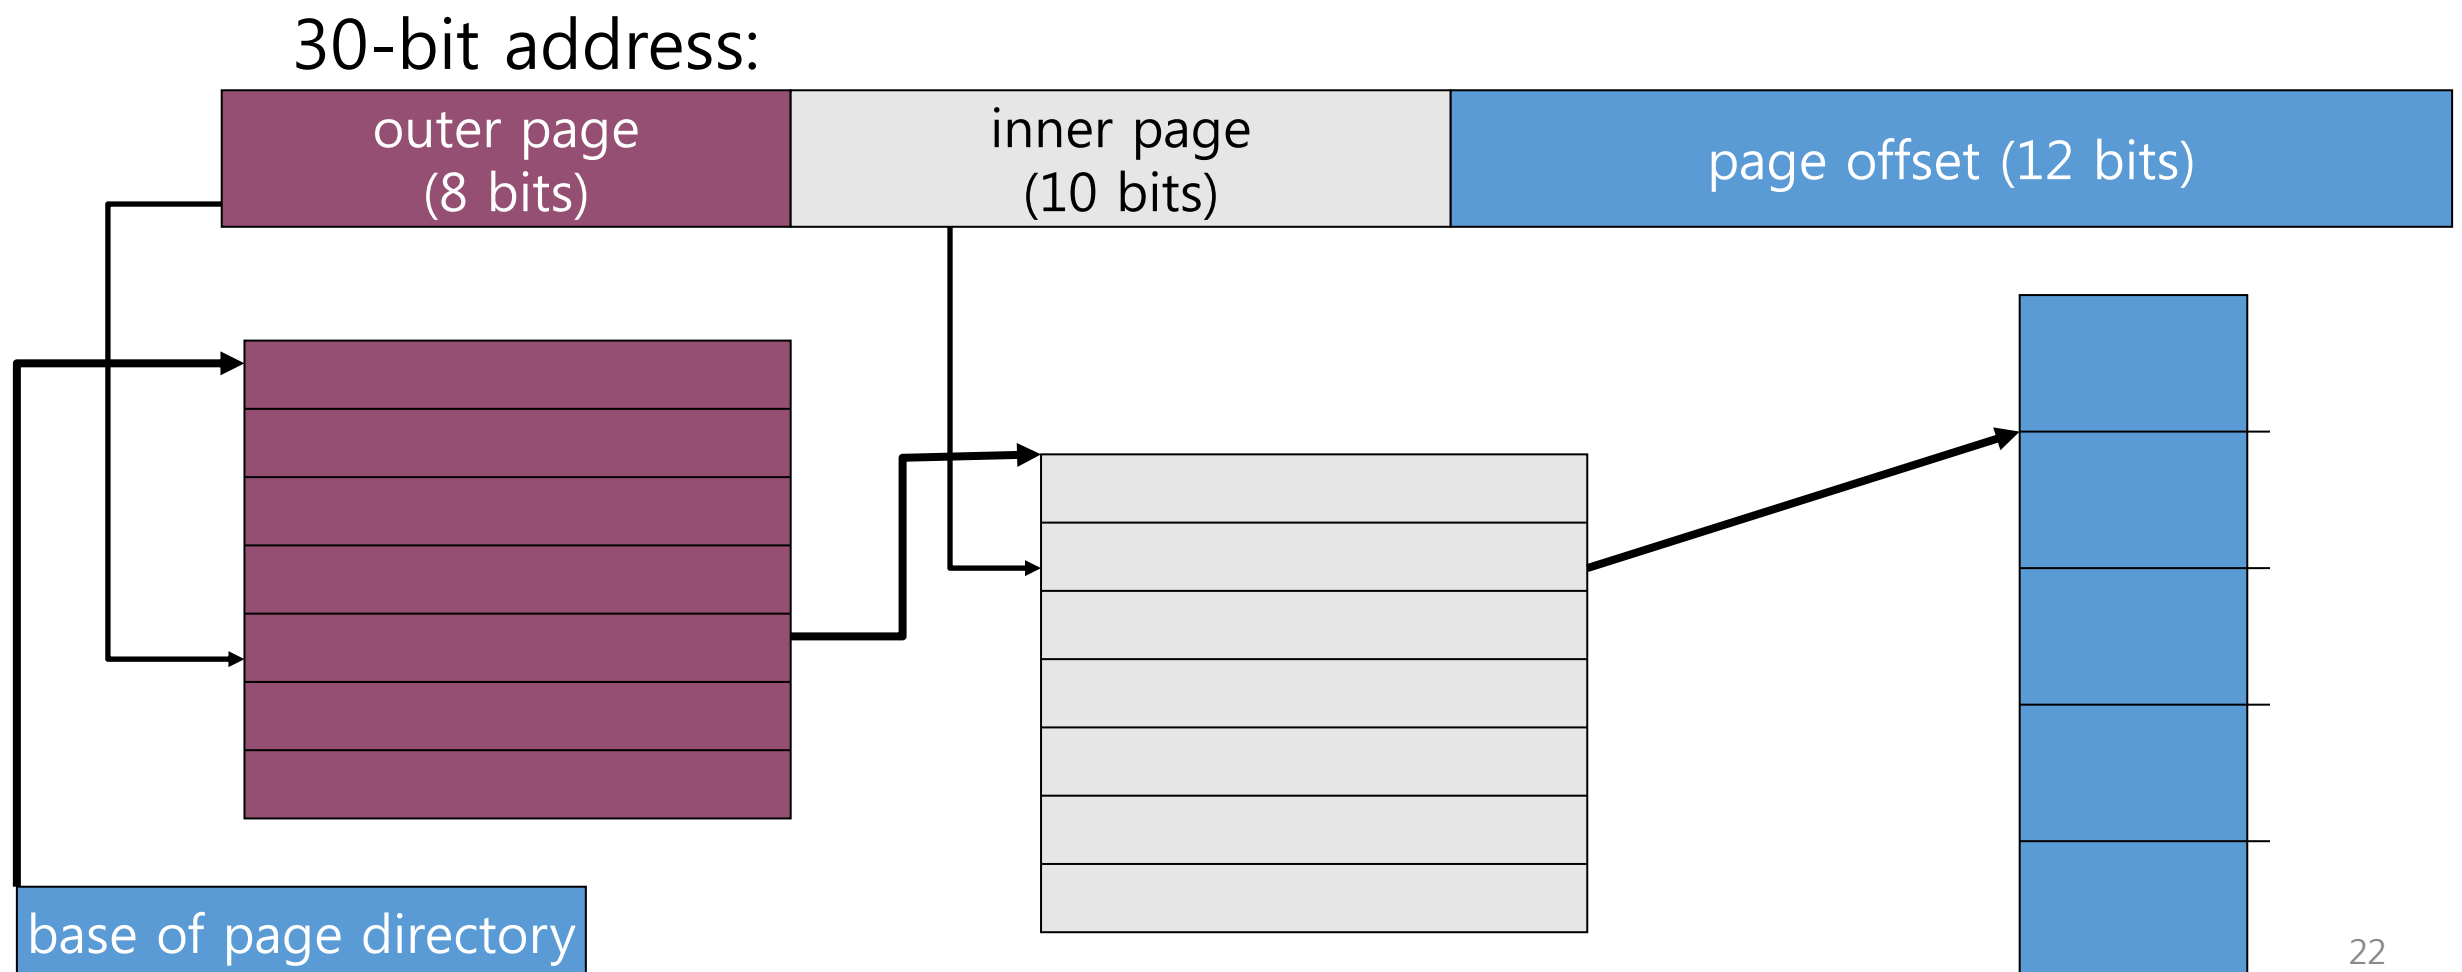 30-bit address:
outer page
(8 bits)
inner page
(10 bits)
page offset (12 bits)
base of page directory
22